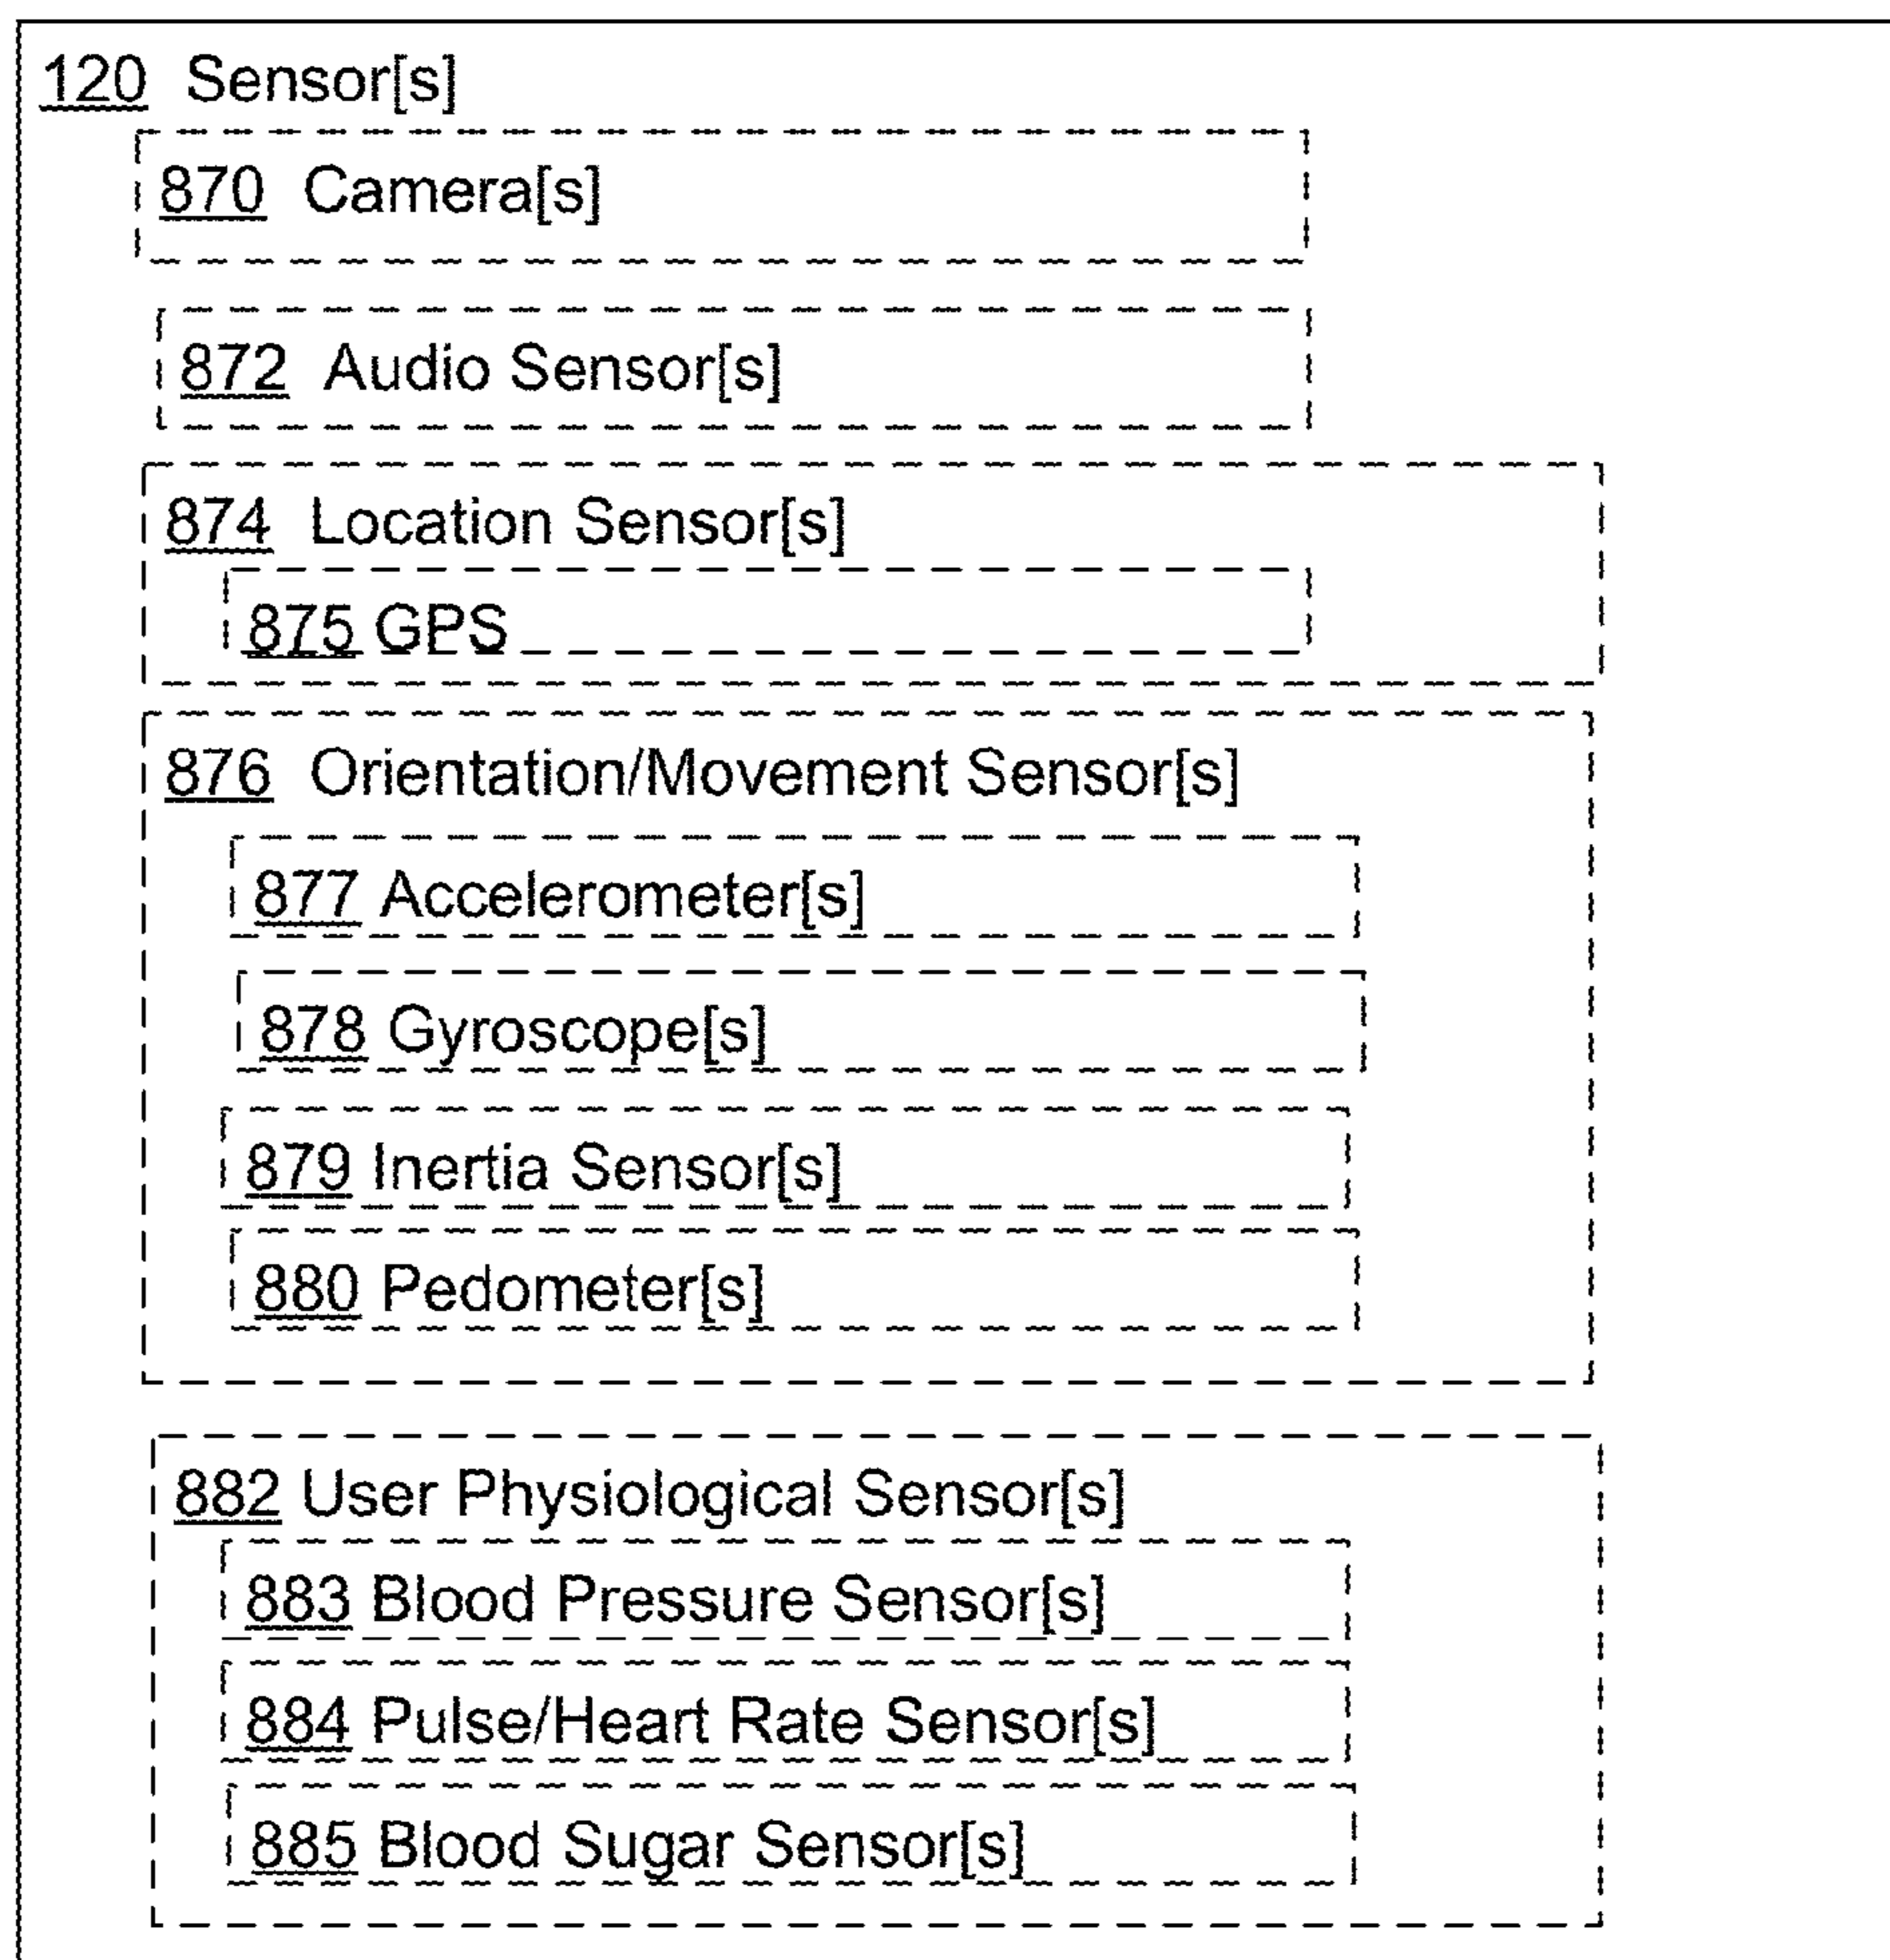 120 Sensor[s]
870 Camera[s]
872 Audio Sensor[s]
874 Location Sensor[s]
875 GPS
876 Orientation/Movement Sensor[s]
877 Accelerometer[s]
878 Gyroscope[s]
879 Inertia Sensor[s]
880 Pedometer[s]
882 User Physiological Sensor[s]
883 Blood Pressure Sensor[s]
884 Pulse/Heart Rate Sensor[s]
885 Blood Sugar Sensor[s]